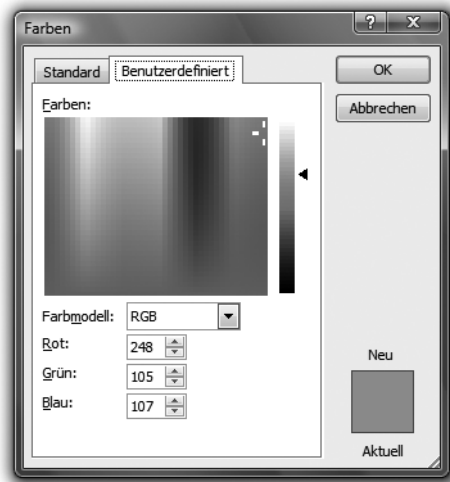 Farben
?
X
Standard Benutzerdefiniert
OK
Abbrechen
Farben:
Farbmodell: RGB
Rot: 248
Grün: 105
Blau: 107
Neu
Aktuell